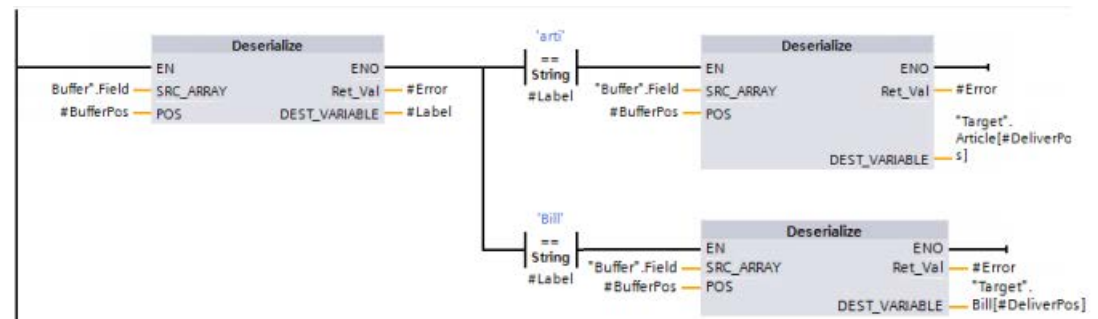 Deserialize
EN ENO
Buffer".Field SRC_ARRAY Ret_Val #Error
#BufferPos POS DEST_VARIABLE #Label
'arti'
==
String
#Label
Deserialize
EN ENO
"Buffer".Field SRC_ARRAY Ret_Val #Error
#BufferPos POS
"Target".
Article[#DeliverPo
DEST_VARIABLE s]
'Bill'
==
String
#Label
Deserialize
EN ENO
"Buffer".Field SRC_ARRAY Ret_Val #Error
#BufferPos POS "Target".
DEST_VARIABLE Bill[#DeliverPos]